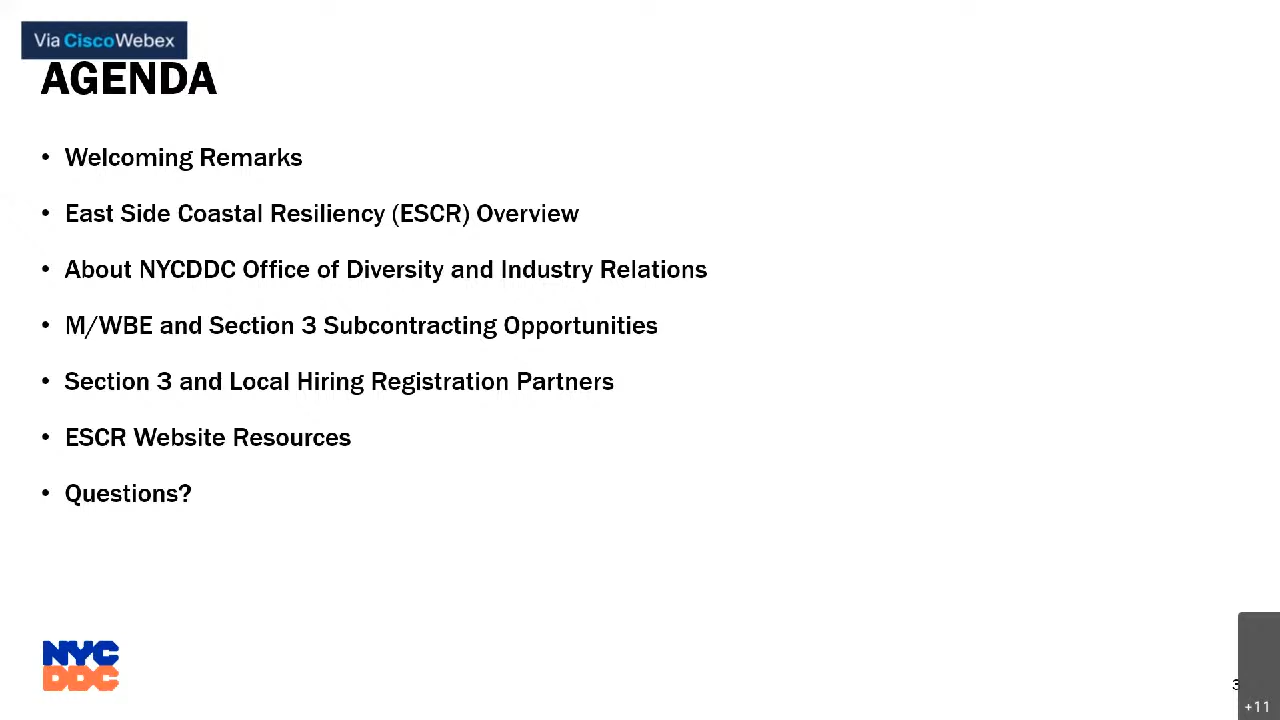 Via CiscoWebex
AGENDA
• Welcoming Remarks
• East Side Coastal Resiliency (ESCR) Overview
• About NYCDDC Office of Diversity and Industry Relations
• M/WBE and Section 3 Subcontracting Opportunities
• Section 3 and Local Hiring Registration Partners
• ESCR Website Resources
• Questions?
NYC
DDC
3
+11